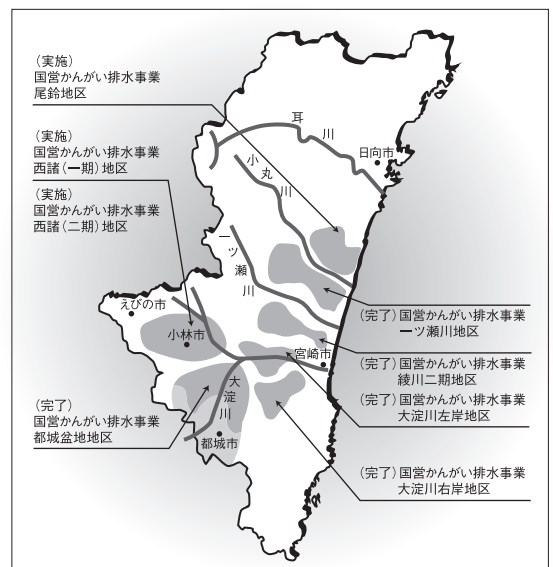 (実施)
国営かんがい排水事業
尾鈴地区
(実施)
国営かんがい排水事業
西諸(一期)地区
(実施)
国営かんがい排水事業
西諸(二期)地区
耳川
日向市
小丸川
一ツ瀬川
えびの市
小林市
宮崎市
大淀川
都城市
(完了)
国営かんがい排水事業
都城盆地地区
(完了)国営かんがい排水事業
一ツ瀬川地区
(完了)国営かんがい排水事業
綾川二期地区
(完了)国営かんがい排水事業
大淀川左岸地区
(完了)国営かんがい排水事業
大淀川右岸地区